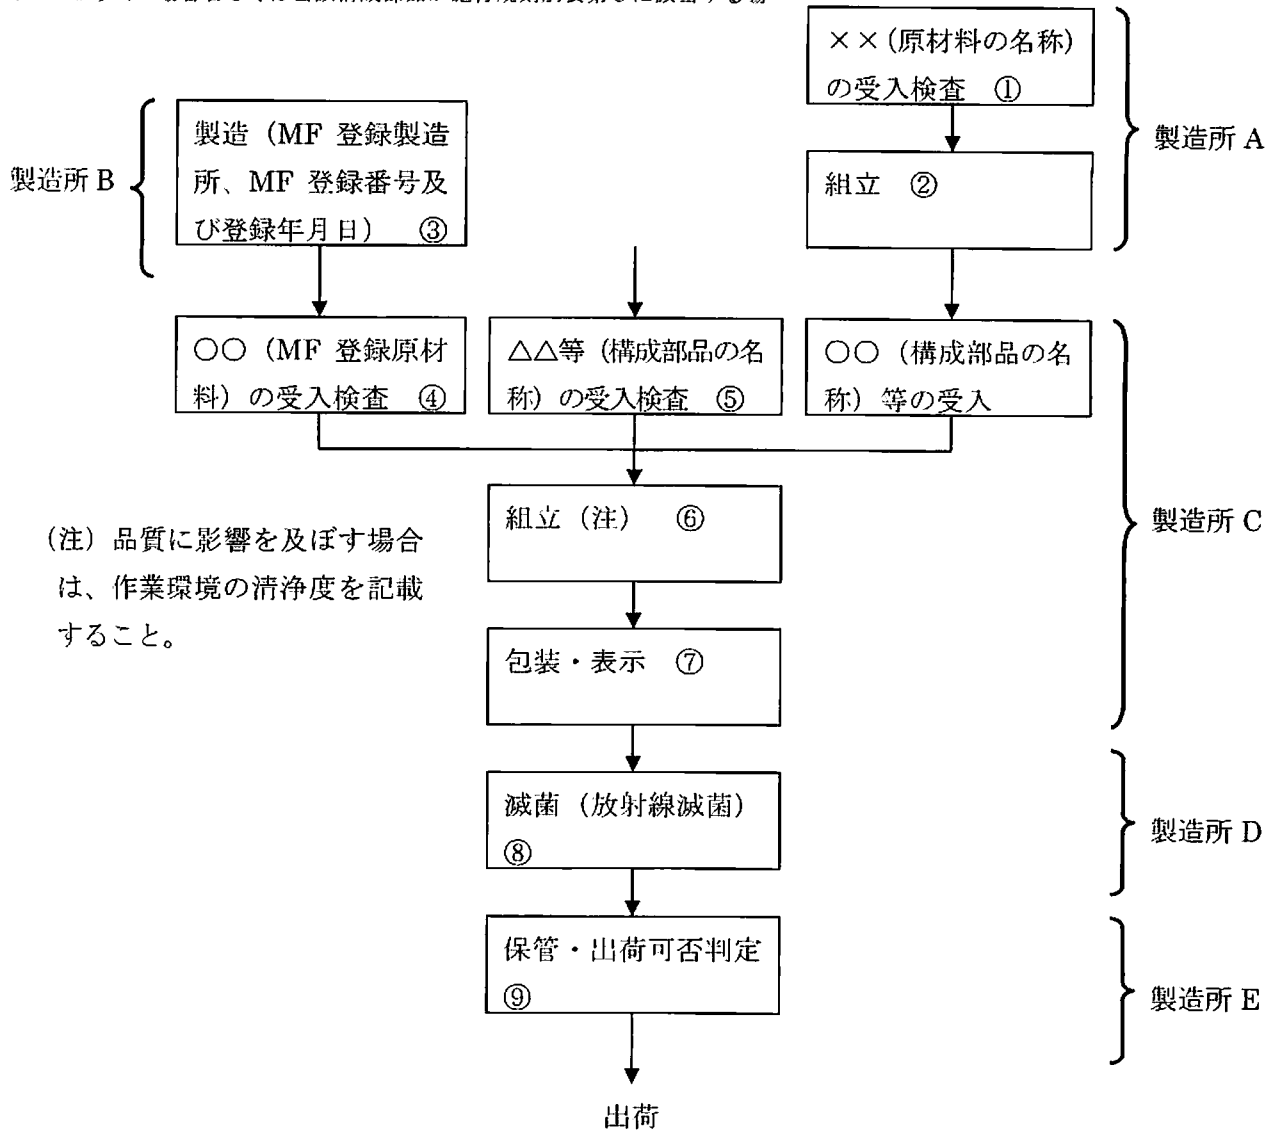 ××(原材料の名称)
の受入検査 ①
製造所 A
製造(MF 登録製造
所、MF 登録番号及
び登録年月日) ③
製造所 B
組立 ②
○○(MF 登録原材
料)の受入検査 ④
△△等(構成部品の名
称)の受入検査 ⑤
○○(構成部品の名
称)等の受入
組立(注) ⑥
製造所 C
(注)品質に影響を及ぼす場合
は、作業環境の清浄度を記載
すること。
包装・表示 ⑦
滅菌(放射線滅菌)
⑧
製造所 D
保管・出荷可否判定
⑨
製造所 E
出荷